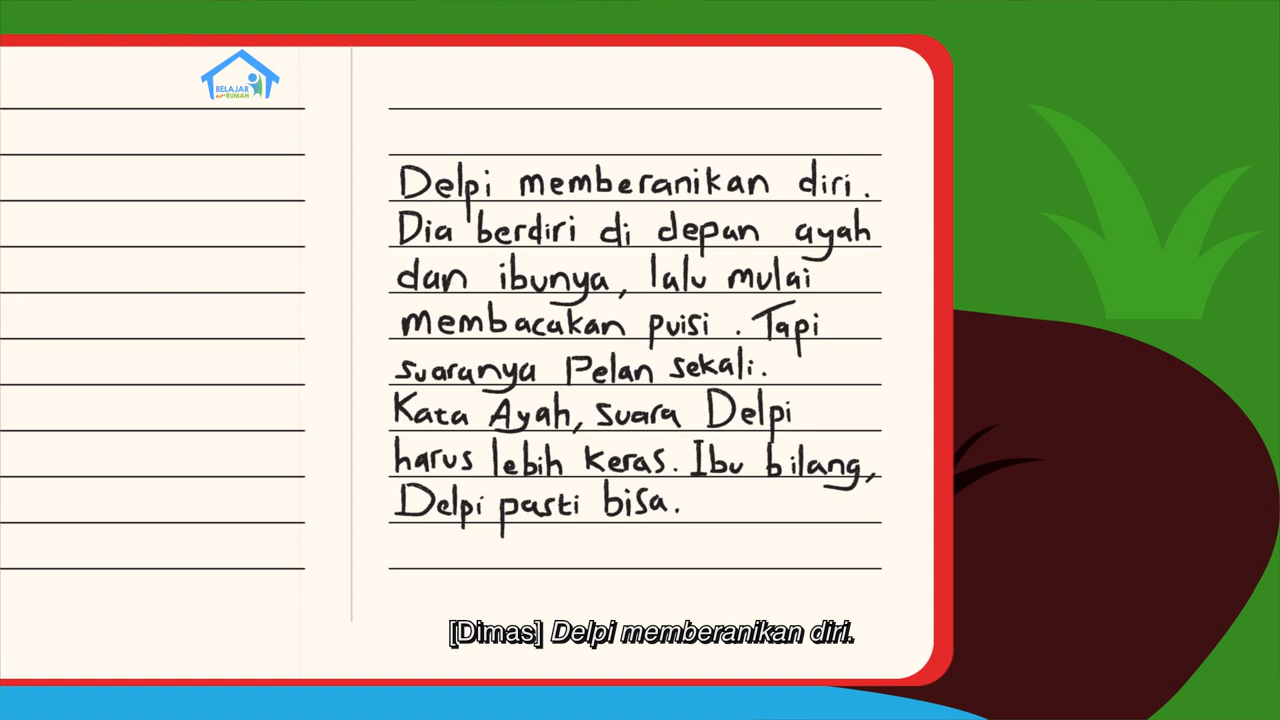 BELAJAR
dari RUMAH
Delpi memberanikan diri.
Dia berdiri di depan ayah
dan ibunya, lalu mulai
membacakan puisi. Tapi
suaranya Pelan sekali.
Kata Ayah, suara Delpi
harus lebih keras. Ibu bilang,
Delpi pasti bisa.
[Dimas] Delpi memberanikan diri.